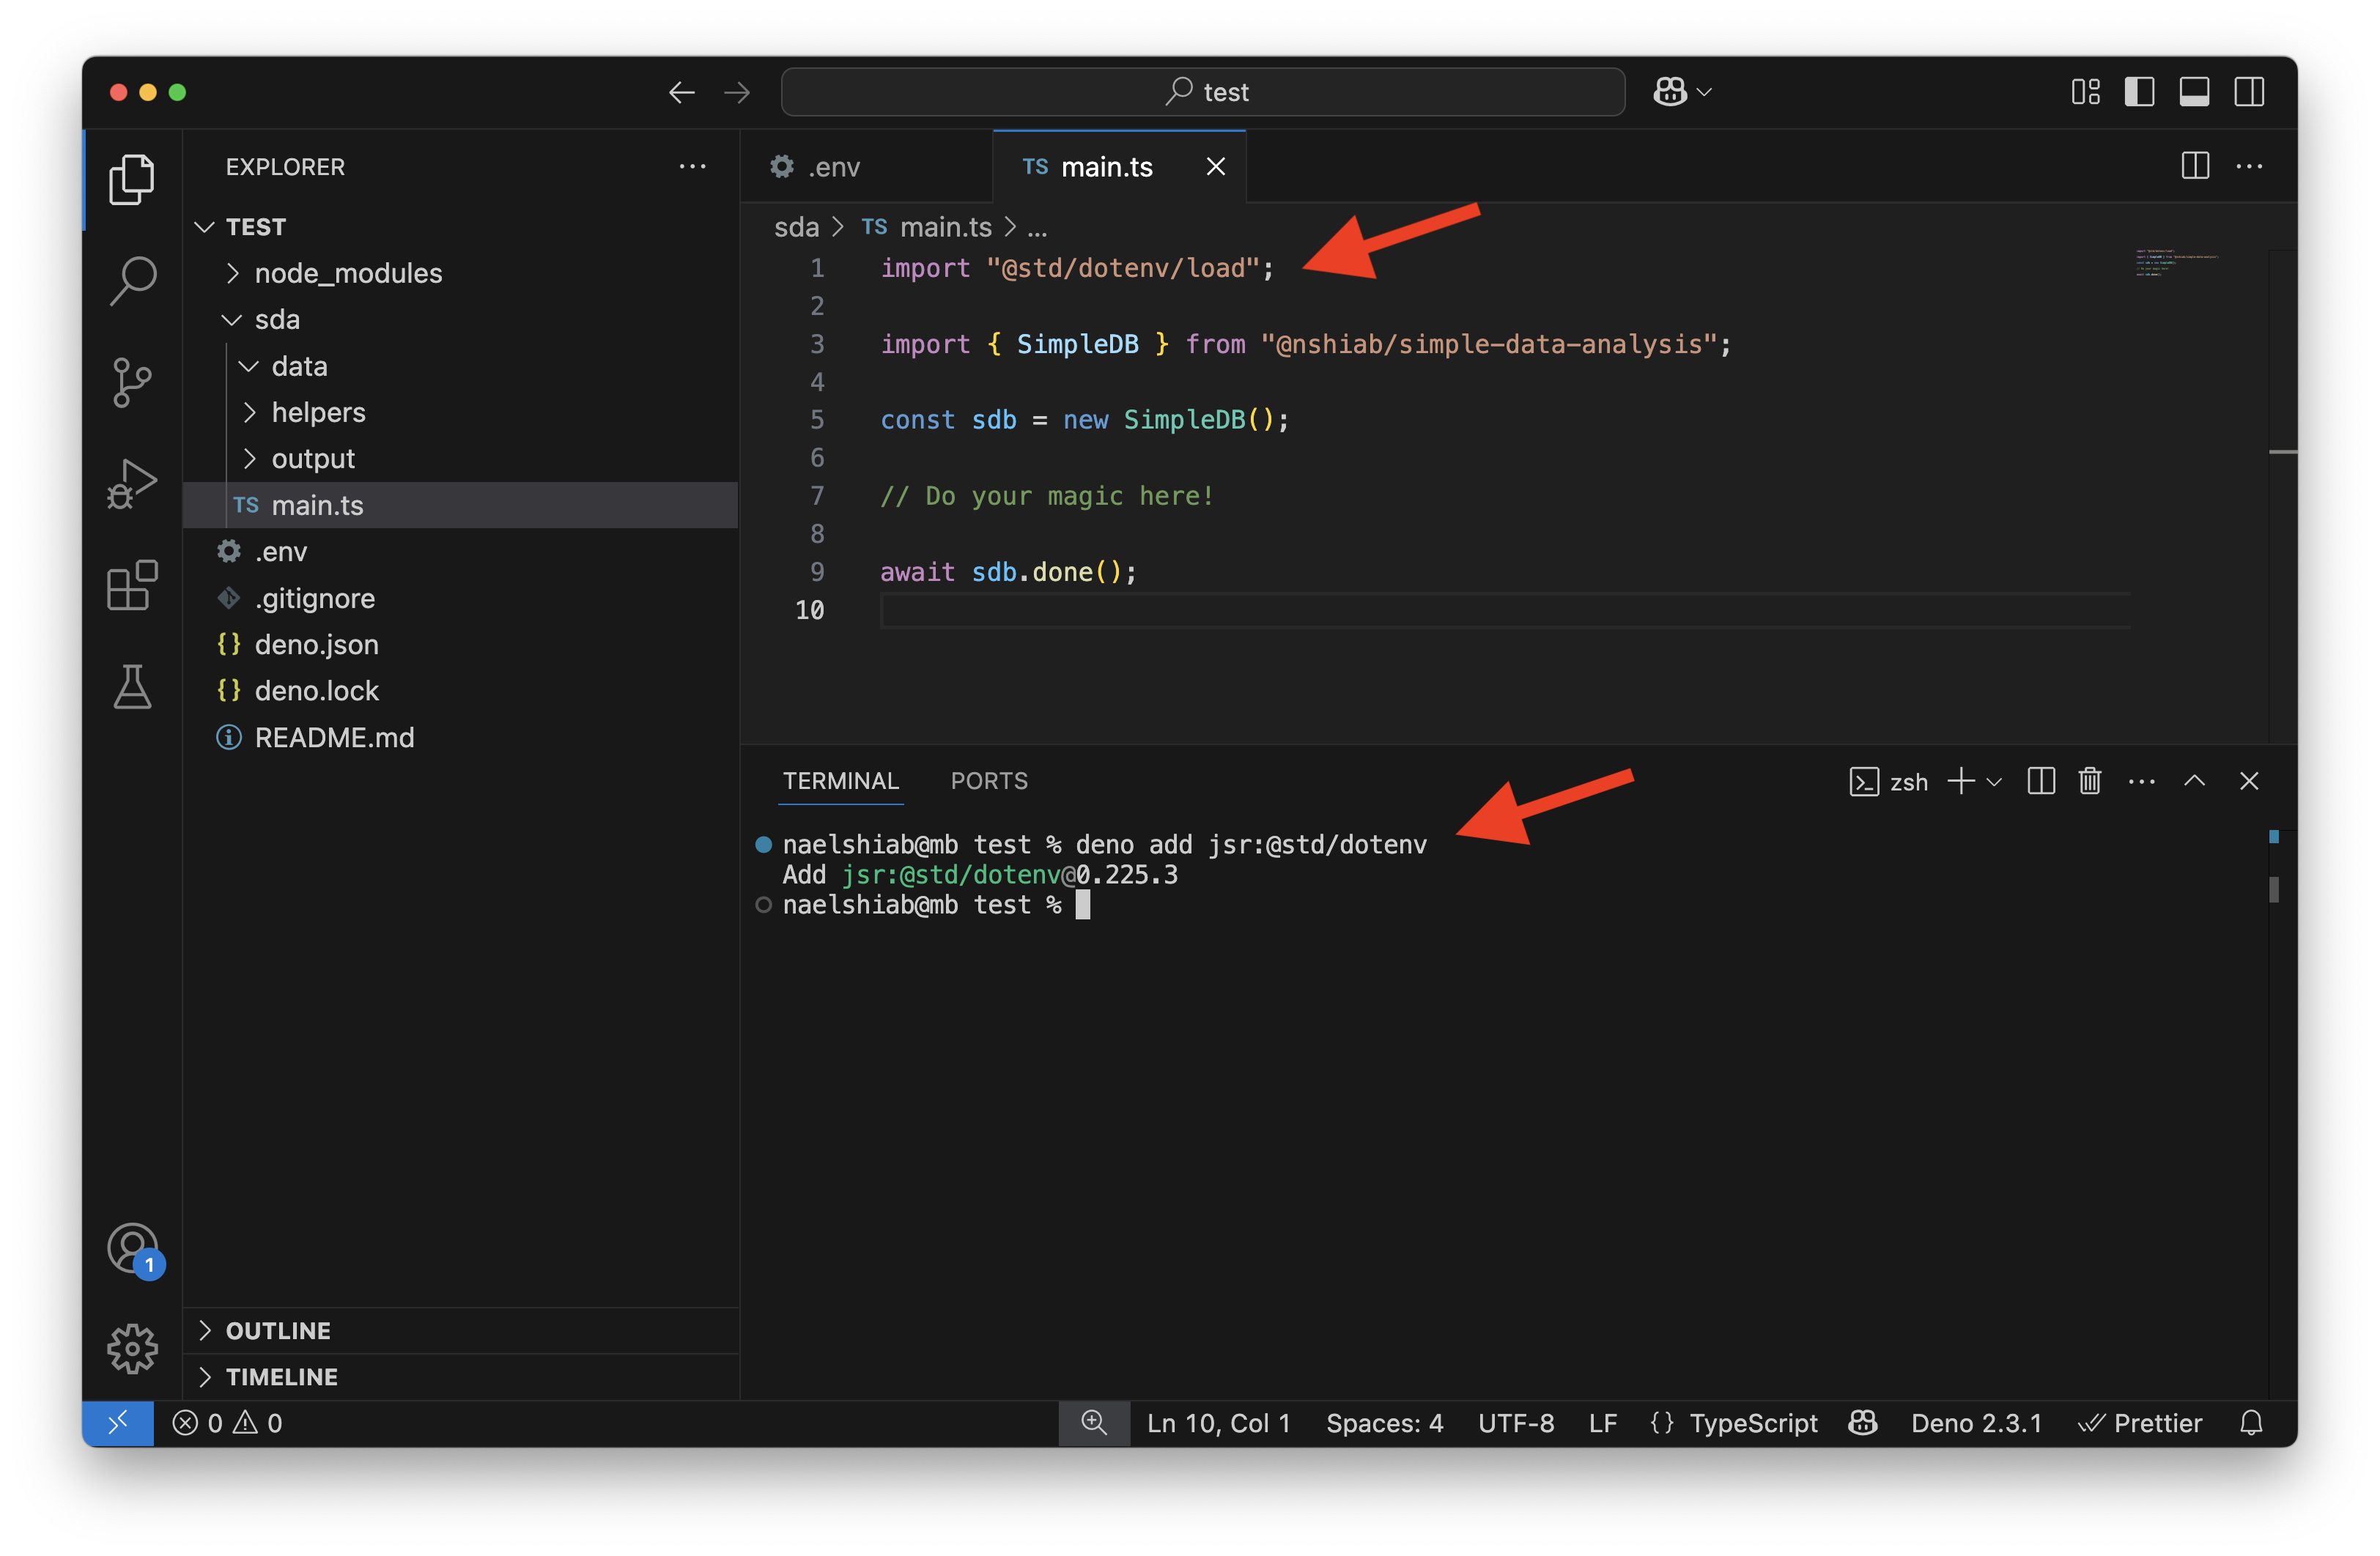 test
EXPLORER
TEST
node_modules
sda
data
helpers
output
TS main.ts
.env
.gitignore
{} deno.json
{} deno.lock
README.md
OUTLINE
TIMELINE
1
.env
TS main.ts
sda > TS main.ts > ...
1 import "@std/dotenv/load";
2
3 import { SimpleDB } from "@nshiab/simple-data-analysis";
4
5 const sdb = new SimpleDB();
6
7 // Do your magic here!
8
9 await sdb.done();
10
TERMINAL PORTS zsh
naelshiab@mb test % deno add jsr:@std/dotenv
Add jsr:@std/dotenv@0.225.3
naelshiab@mb test %
0 0 Ln 10, Col 1 Spaces: 4 UTF-8 LF {} TypeScript Deno 2.3.1 Prettier